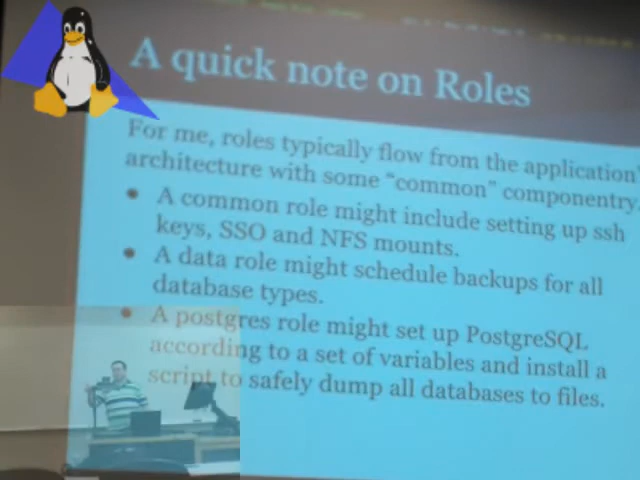 A quick note on Roles
For me, roles typically flow from the application's
architecture with some “common” componentry.
• A common role might include setting up ssh
keys, SSO and NFS mounts.
• A data role might schedule backups for all
database types.
• A postgres role might set up PostgreSQL
according to a set of variables and install a
script to safely dump all databases to files.